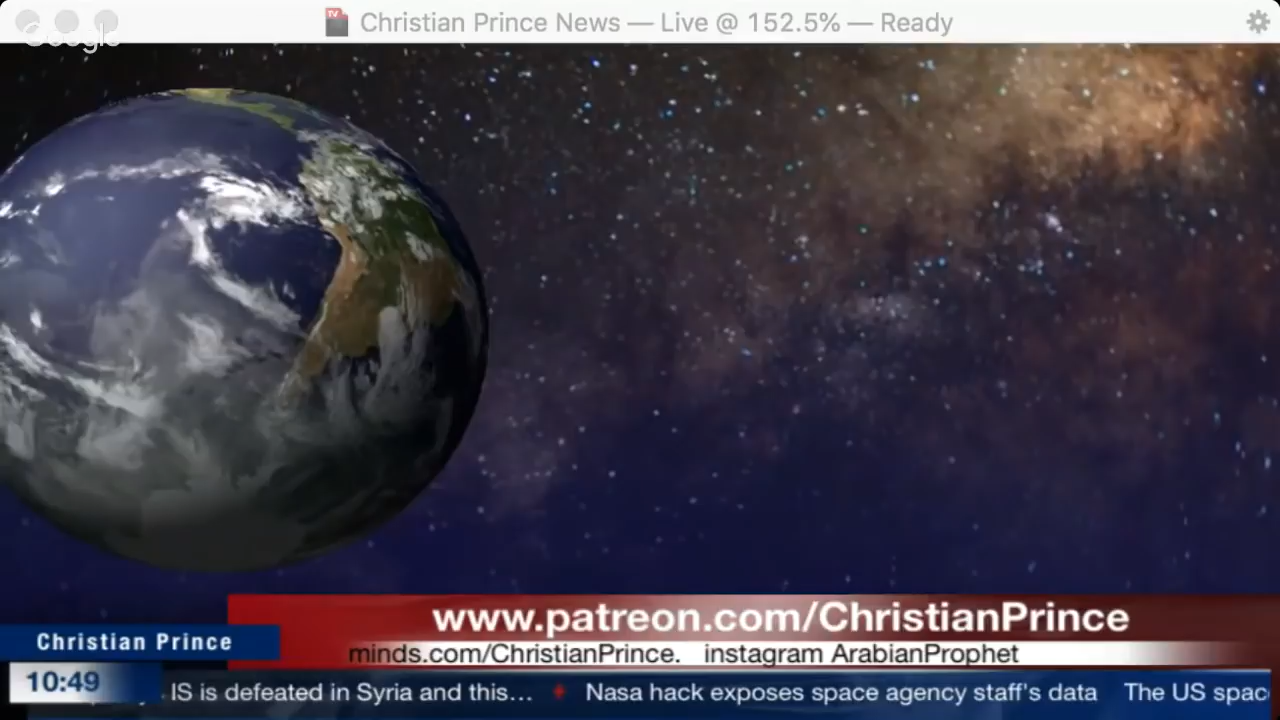 Christian Prince News — Live @ 152.5% — Ready
Google
www.patreon.com/ChristianPrince
Christian Prince
minds.com/ChristianPrince. instagram ArabianProphet
10:49
IS is defeated in Syria and this… Nasa hack exposes space agency staff's data The US spac